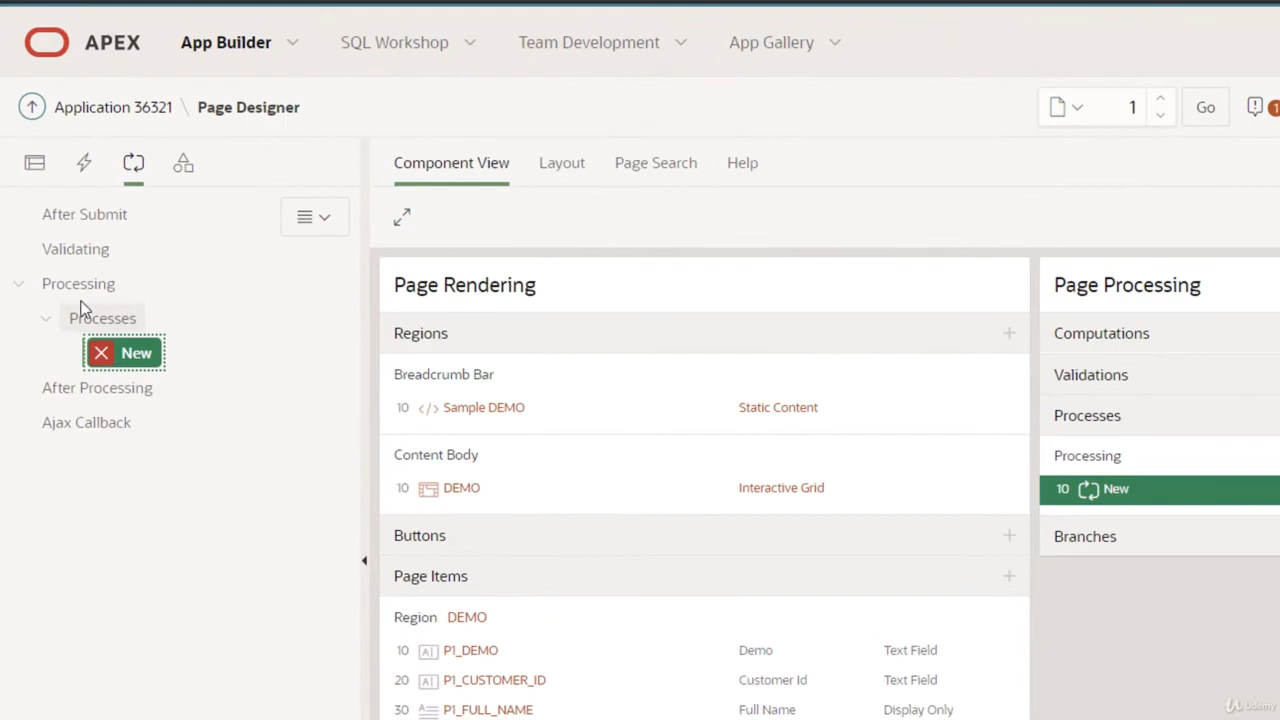 APEX App Builder SQL Workshop Team Development App Gallery
Application 36321 \ Page Designer 1 Go 1
Component View Layout Page Search Help
After Submit
Validating
Processing
Processes
New
After Processing
Ajax Callback
Page Rendering
Regions
Breadcrumb Bar
10 </> Sample DEMO Static Content
Content Body
10 DEMO Interactive Grid
Buttons
Page Items
Region DEMO
10 P1_DEMO Demo Text Field
20 P1_CUSTOMER_ID Customer Id Text Field
30 P1_FULL_NAME Full Name Display Only
Page Processing
Computations
Validations
Processes
Processing
10 New
Branches
Udemy